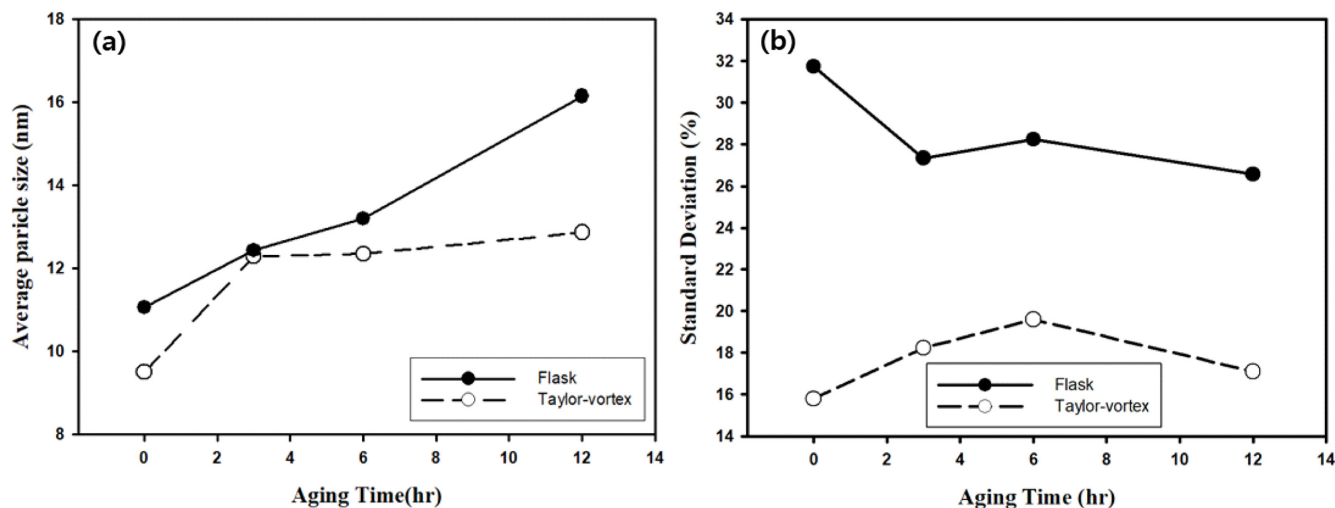 (a)
18
16
14
12
10
8
Average paricle size (nm)
0 2 4 6 8 10 12 14
Aging Time(hr)
Flask
Taylor-vortex
(b)
34
32
30
28
26
24
22
20
18
16
14
Standard Deviation (%)
0 2 4 6 8 10 12 14
Aging Time (hr)
Flask
Taylor-vortex